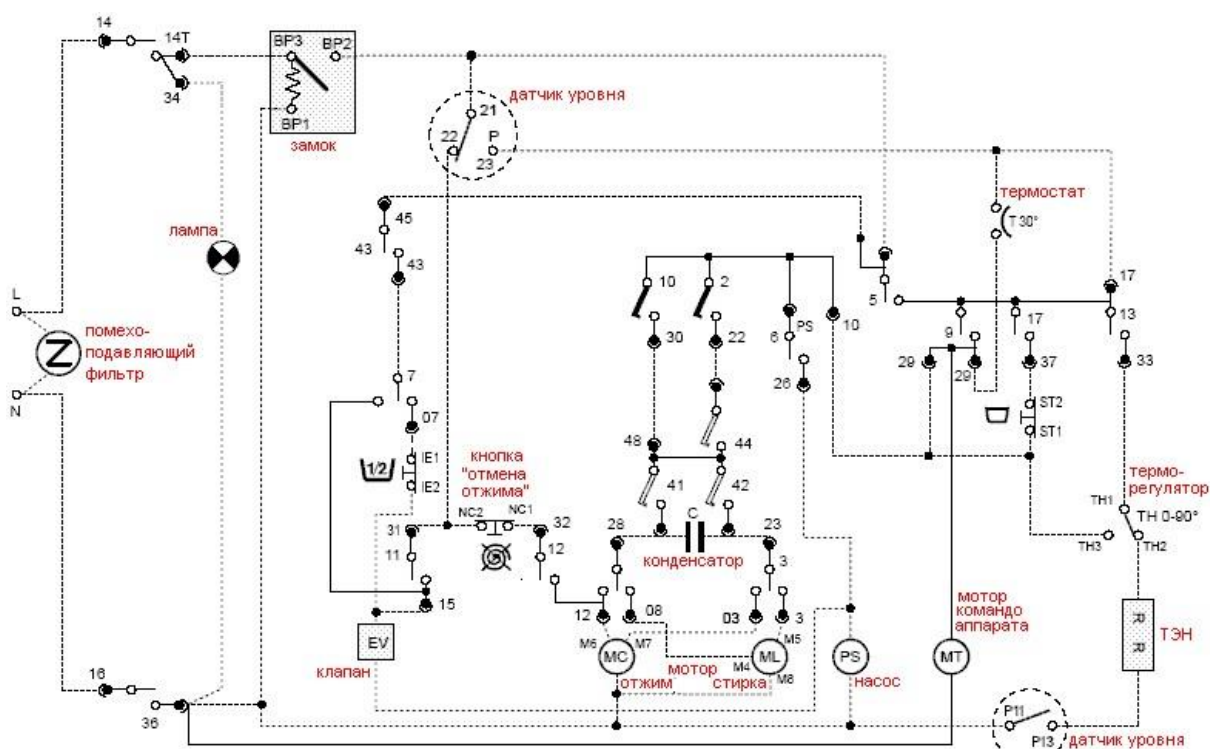 14
14T
34
BP3
BP2
BP1
замок
датчик уровня
21
22
P
23
45
43
43
термостат
T 30°
лампа
L
N
помехо-
подавляющий
фильтр
10
2
PS
6
10
30
22
26
5
9
17
17
13
29
29
37
33
ST2
ST1
7
07
IE1
IE2
1/2
кнопка
"отмена
отжима"
NC2
NC1
48
44
41
42
C
конденсатор
28
23
31
11
32
12
3
15
12
08
03
3
термо-
регулятор
TH1
TH 0-90°
TH3
TH2
EV
клапан
M6
MC
M7
M4
ML
M5
M8
мотор
отжим
стирка
PS
насос
мотор
командо
аппарата
MT
R R
ТЭН
16
36
P11
P13
датчик уровня